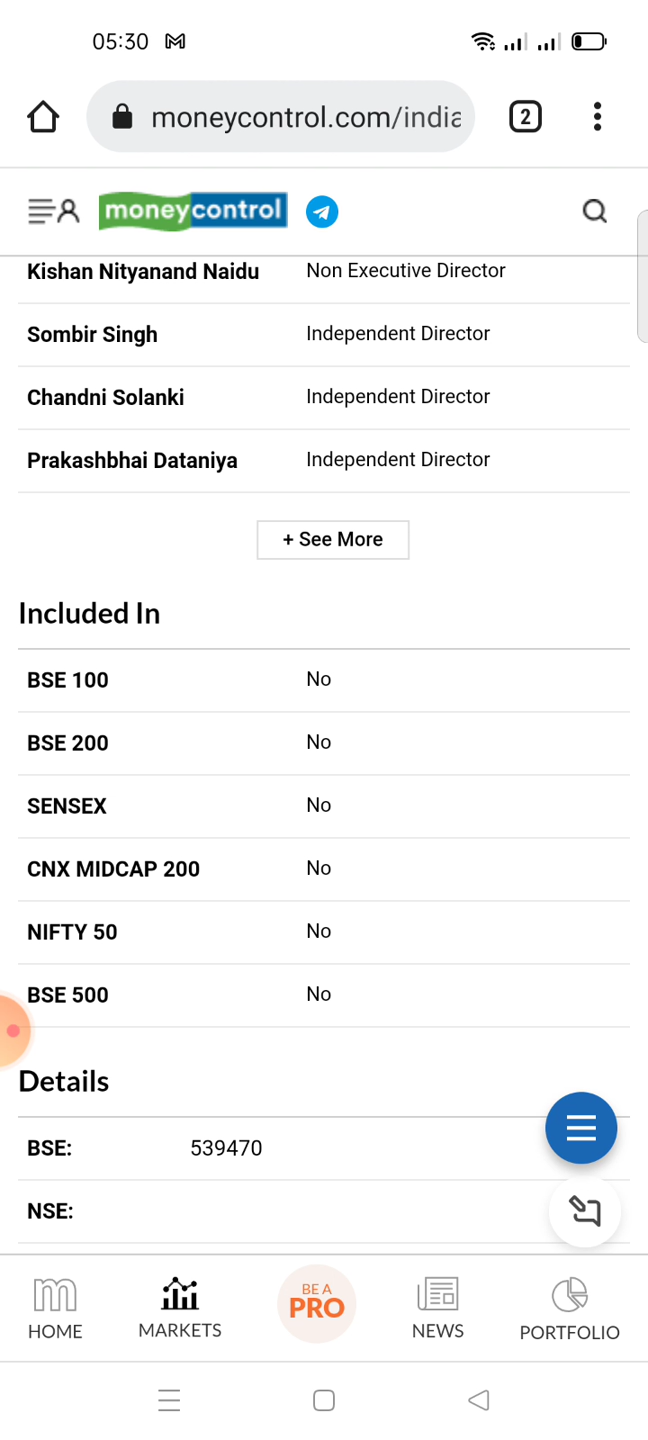 05:30
moneycontrol.com/india
2
moneycontrol
Kishan Nityanand Naidu Non Executive Director
Sombir Singh Independent Director
Chandni Solanki Independent Director
Prakashbhai Dataniya Independent Director
+ See More
Included In
BSE 100 No
BSE 200 No
SENSEX No
CNX MIDCAP 200 No
NIFTY 50 No
BSE 500 No
Details
BSE: 539470
NSE:
BE A
PRO
HOME MARKETS NEWS PORTFOLIO